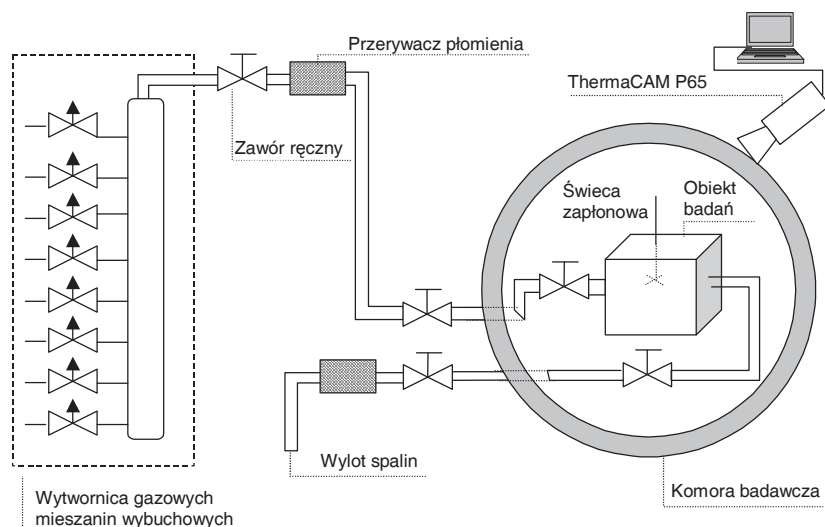 Przerywacz płomienia
ThermaCAM P65
Zawór ręczny
Świeca
zapłonowa
Obiekt
badań
Wylot spalin
Komora badawcza
Wytwornica gazowych
mieszanin wybuchowych